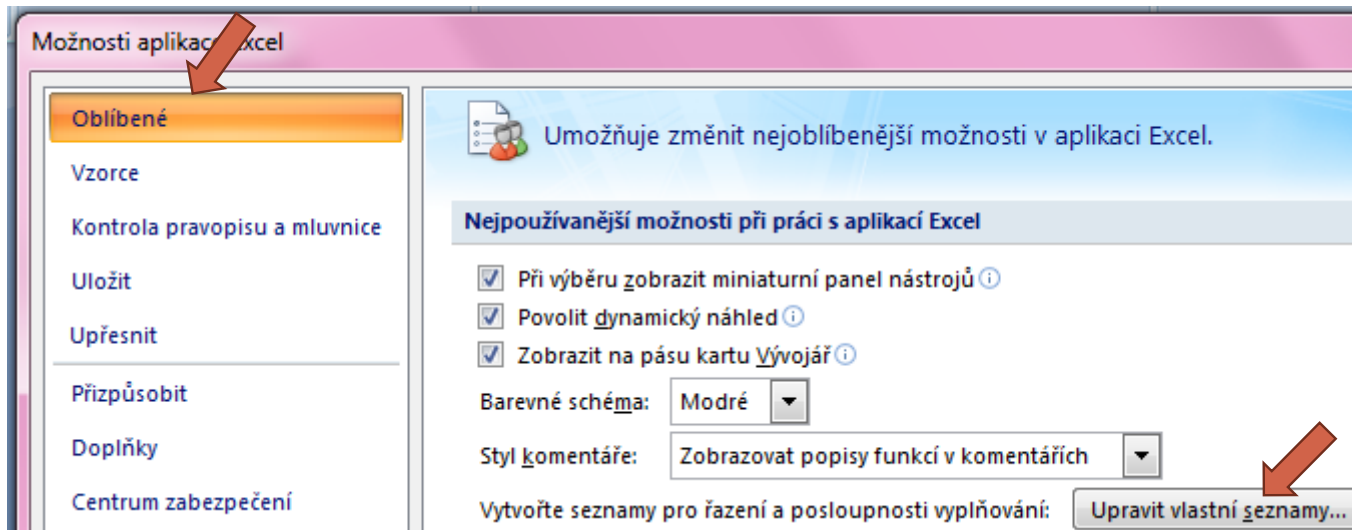 Možnosti aplikace Excel
Oblíbené
Vzorce
Kontrola pravopisu a mluvnice
Uložit
Upřesnit
Přizpůsobit
Doplňky
Centrum zabezpečení
Umožňuje změnit nejoblíbenější možnosti v aplikaci Excel.
Nejpoužívanější možnosti při práci s aplikací Excel
Při výběru zobrazit miniaturní panel nástrojů
Povolit dynamický náhled
Zobrazit na pásu kartu Vývojář
Barevné schéma: Modré
Styl komentáře: Zobrazovat popisy funkcí v komentářích
Vytvořte seznamy pro řazení a posloupnosti vyplňování: Upravit vlastní seznamy...